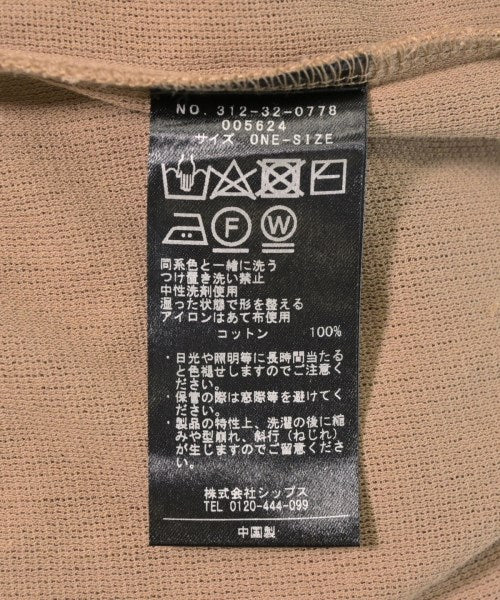 NO. 312-32-0778
005624
サイズ ONE-SIZE
F W
同系色と一緒に洗う
つけ置き洗い禁止
中性洗剤使用
湿った状態で形を整える
アイロンはあて布使用
コットン 100%
・日光や照明等に長時間当たる
と色褪せしますのでご注意く
ださい。
・保管の際は窓際等を避けてく
ださい。
・製品の特性上、洗濯の後に縮
みや型崩れ、斜行(ねじれ)
が生じますのでご留意くださ
い。
株式会社シップス
TEL 0120-444-099
中国製